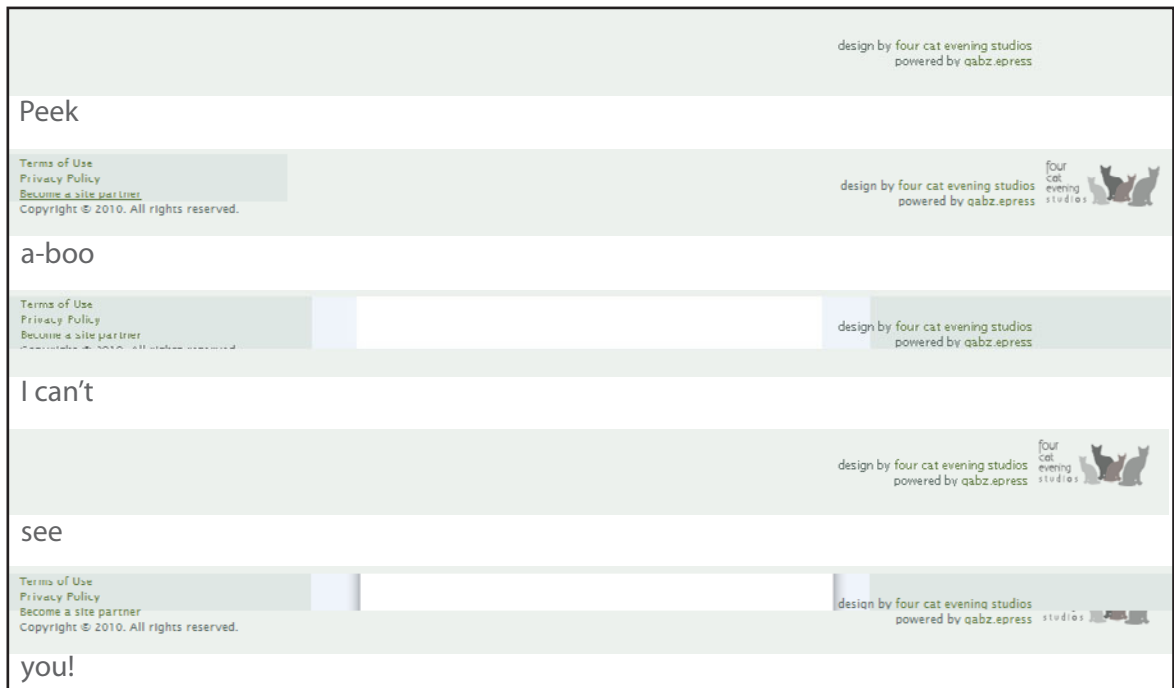 design by four cat evening studios
powered by qabz.epress
Peek
Terms of Use
Privacy Policy
Become a site partner
Copyright © 2010. All rights reserved.
design by four cat evening studios
powered by qabz.epress
four
cat
evening
studios
a-boo
Terms of Use
Privacy Policy
Become a site partner
Copyright © 2010. All rights reserved.
design by four cat evening studios
powered by qabz.epress
I can't
design by four cat evening studios
powered by qabz.epress
four
cat
evening
studios
see
Terms of Use
Privacy Policy
Become a site partner
Copyright © 2010. All rights reserved.
design by four cat evening studios
powered by qabz.epress
studios
you!